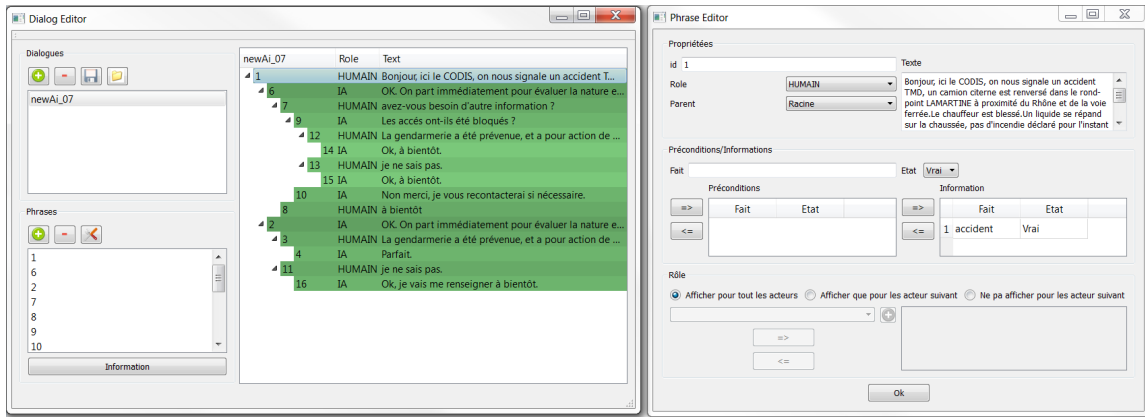 Dialog Editor
Dialogues
newAi_07
Phrases
1
6
2
7
8
9
10
Information
newAi_07 Role Text
1 HUMAIN Bonjour, ici le CODIS, on nous signale un accident T...
6 IA OK. On part immédiatement pour évaluer la nature e...
7 HUMAIN avez-vous besoin d'autre information ?
9 IA Les accés ont-ils été bloqués ?
12 HUMAIN La gendarmerie a été prévenue, et a pour action de ...
14 IA Ok, à bientôt.
13 HUMAIN je ne sais pas.
15 IA Ok, à bientôt.
10 IA Non merci, je vous recontacterai si nécessaire.
8 HUMAIN à bientôt
2 IA OK. On part immédiatement pour évaluer la nature e...
3 HUMAIN La gendarmerie a été prévenue, et a pour action de ...
4 IA Parfait.
11 HUMAIN je ne sais pas.
16 IA Ok, je vais me renseigner à bientôt.
Phrase Editor
Propriétées
id 1
Role HUMAIN
Parent Racine
Texte
Bonjour, ici le CODIS, on nous signale un accident
TMD, un camion citerne est renversé dans le rond-
point LAMARTINE à proximité du Rhône et de la voie
ferrée.Le chauffeur est blessé.Un liquide se répand
sur la chaussée, pas d'incendie déclaré pour l'instant
Préconditions/Informations
Fait Etat Vrai
Préconditions Information
=> Fait Etat => Fait Etat
<= <= 1 accident Vrai
Rôle
Afficher pour tout les acteurs Afficher que pour les acteur suivant Ne pa afficher pour les acteur suivant
=>
<=
Ok